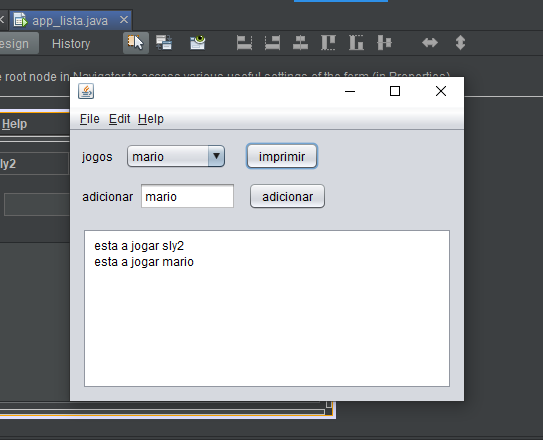 app_lista.java
esign
History
e root node in Navigator to access various useful settings of the form (in Properties)
Help
ly2
File Edit Help
jogos mario imprimir
adicionar mario adicionar
esta a jogar sly2
esta a jogar mario